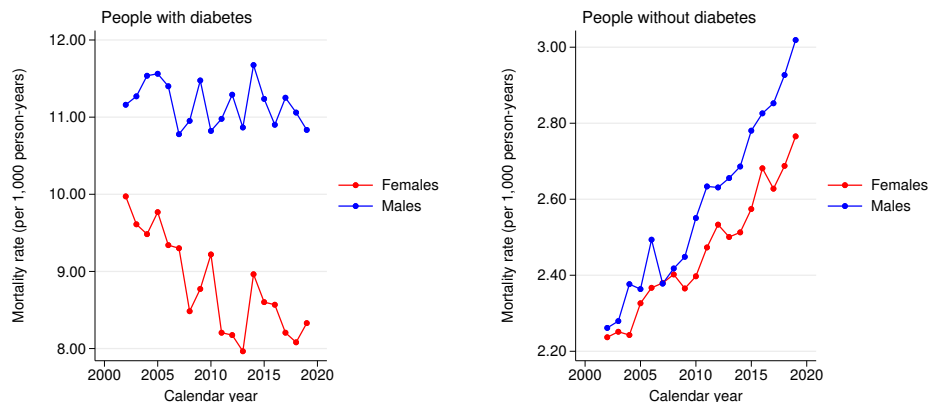 People with diabetes
12.00
11.00
10.00
9.00
8.00
Mortality rate (per 1,000 person-years)
2000 2005 2010 2015 2020
Calendar year
Females
Males
People without diabetes
3.00
2.80
2.60
2.40
2.20
Mortality rate (per 1,000 person-years)
2000 2005 2010 2015 2020
Calendar year
Females
Males